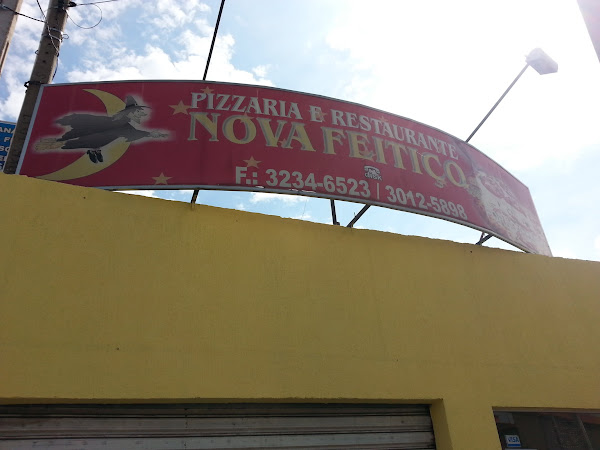 PIZZARIA E RESTAURANTE
NOVA FEITIÇO
F.: 3234-6523 | 3012-5898